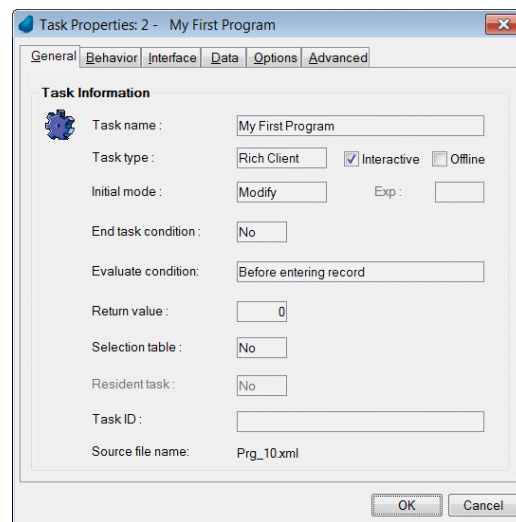 Task Properties: 2 - My First Program
General Behavior Interface Data Options Advanced
Task Information
Task name : My First Program
Task type : Rich Client Interactive Offline
Initial mode : Modify Exp :
End task condition : No
Evaluate condition: Before entering record
Return value : 0
Selection table : No
Resident task : No
Task ID :
Source file name: Prg_10.xml
OK Cancel